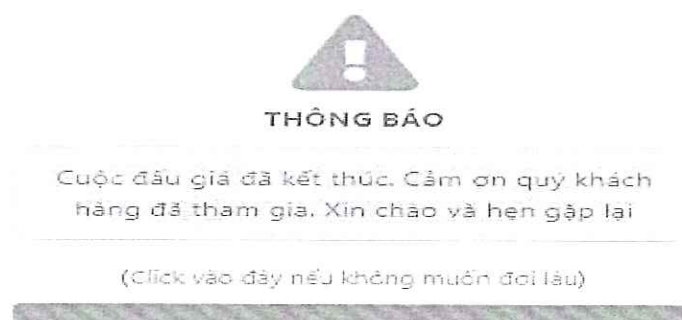 THÔNG BÁO
Cuộc đấu giá đã kết thúc. Cảm ơn quý khách
hàng đã tham gia. Xin chào và hẹn gặp lại
(Click vào đây nếu không muốn đợi lâu)